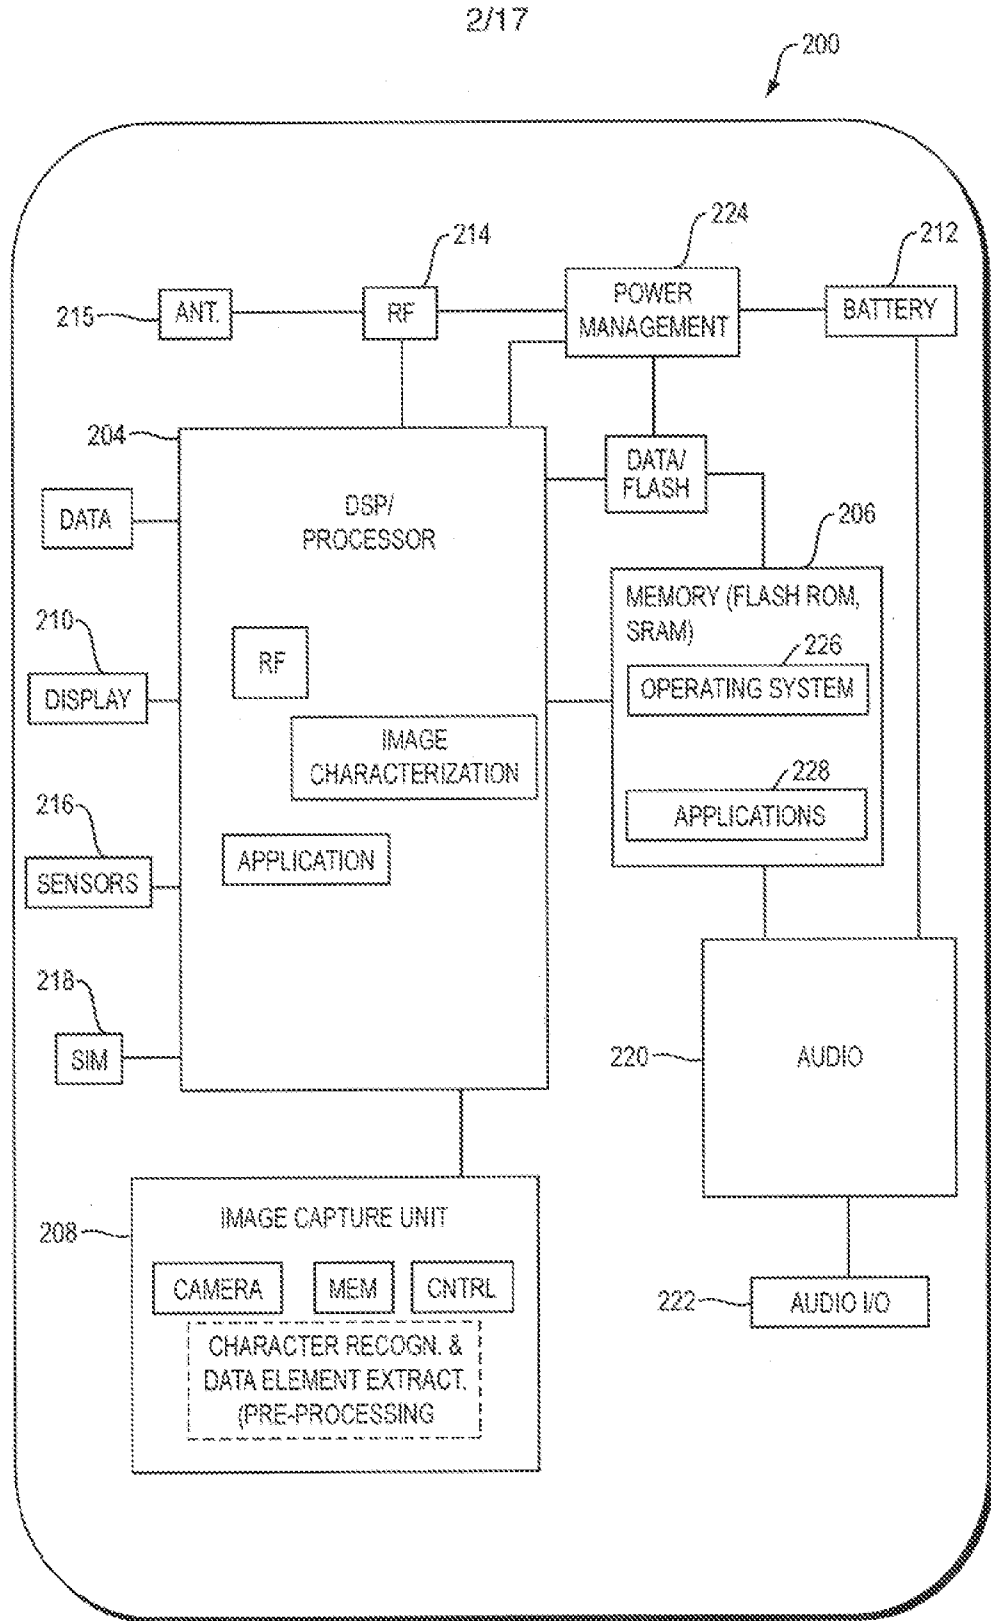 2/17
200
224
214
212
215
ANT.
RF
POWER
MANAGEMENT
BATTERY
204
DATA/
FLASH
DATA
DSP/
PROCESSOR
206
MEMORY (FLASH ROM,
SRAM)
210
226
RF
DISPLAY
OPERATING SYSTEM
IMAGE
CHARACTERIZATION
228
216
APPLICATIONS
APPLICATION
SENSORS
218
SIM
220
AUDIO
208
IMAGE CAPTURE UNIT
CAMERA
MEM
CNTRL
222
AUDIO I/O
CHARACTER RECOGN. &
DATA ELEMENT EXTRACT.
(PRE-PROCESSING